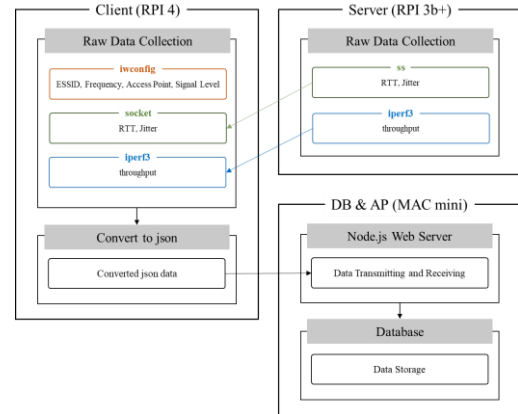 Client (RPI 4)
Raw Data Collection
iwconfig
ESSID, Frequency, Access Point, Signal Level
socket
RTT, Jitter
iperf3
throughput
Convert to json
Converted json data
Server (RPI 3b+)
Raw Data Collection
ss
RTT, Jitter
iperf3
throughput
DB & AP (MAC mini)
Node.js Web Server
Data Transmitting and Receiving
Database
Data Storage